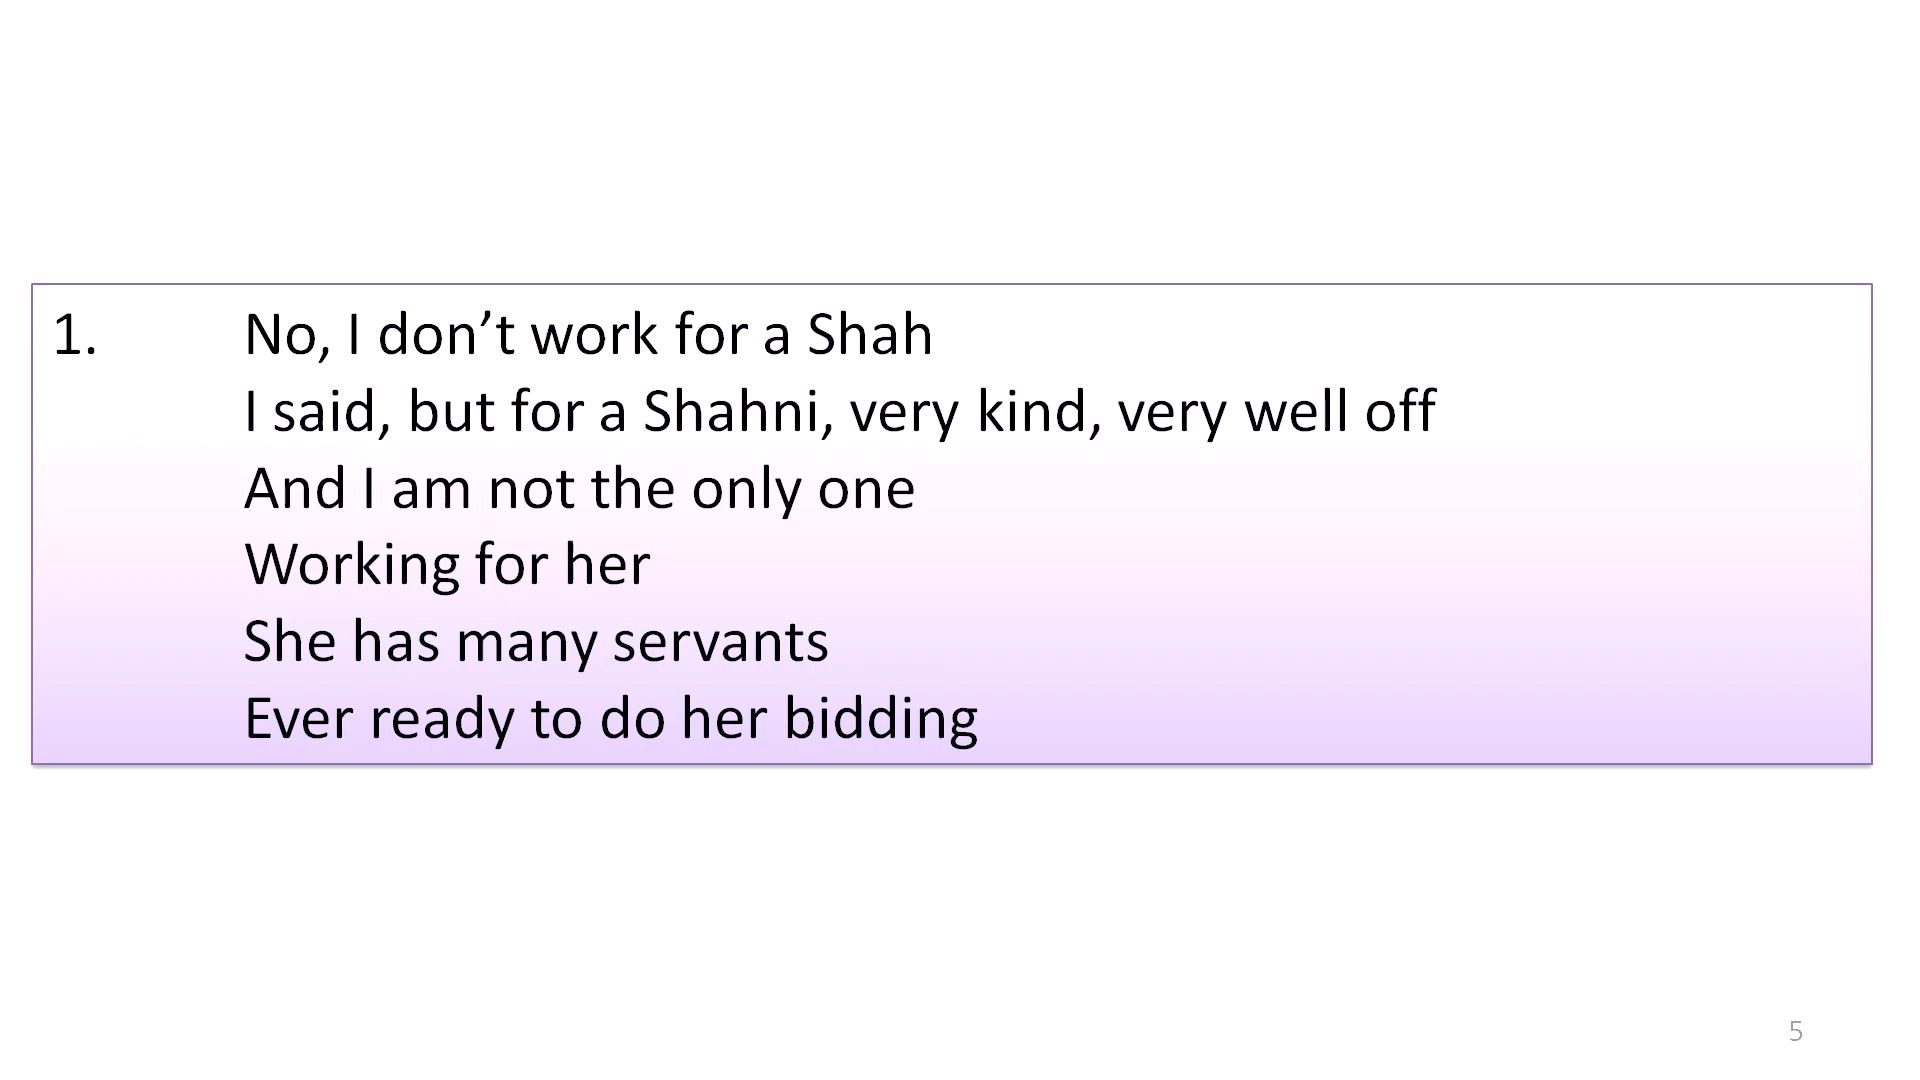 1. No, I don’t work for a Shah
I said, but for a Shahni, very kind, very well off
And I am not the only one
Working for her
She has many servants
Ever ready to do her bidding
5